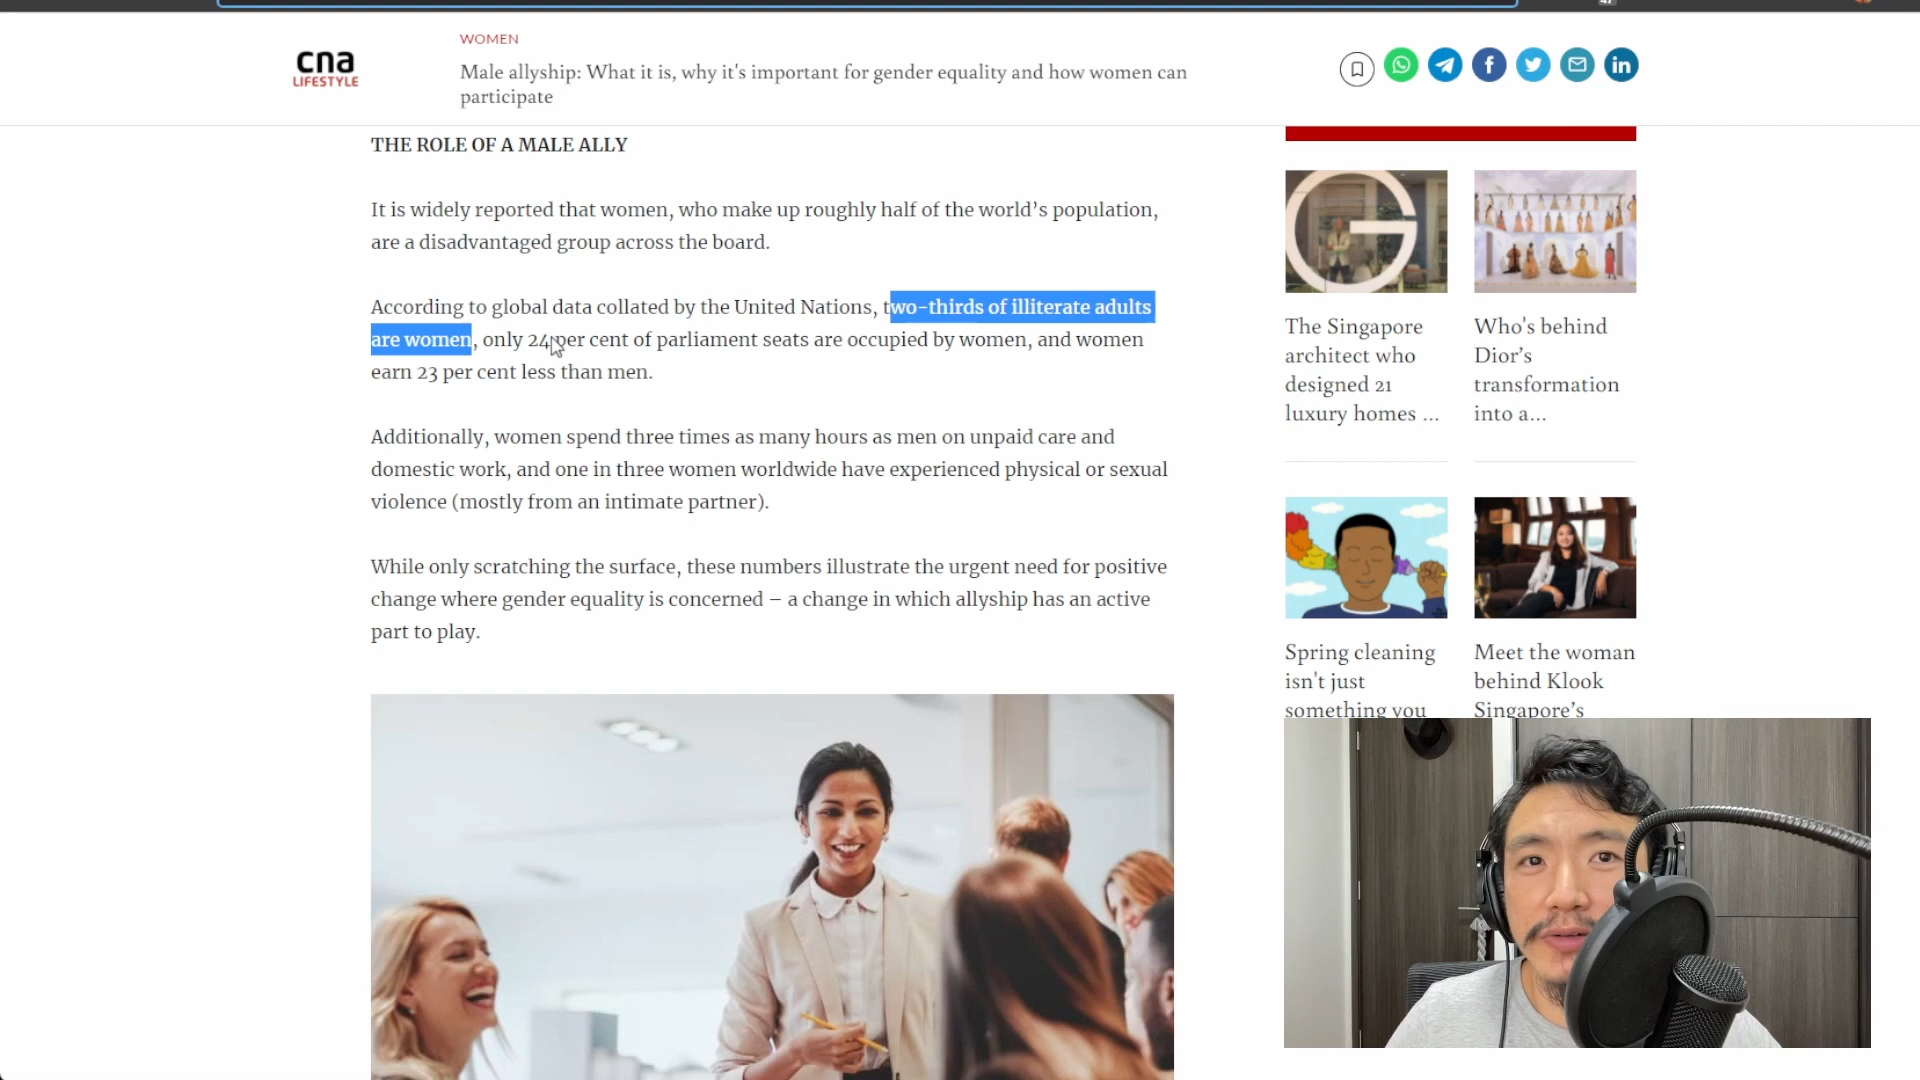 cna
LIFESTYLE
WOMEN
Male allyship: What it is, why it's important for gender equality and how women can
participate
THE ROLE OF A MALE ALLY
It is widely reported that women, who make up roughly half of the world’s population,
are a disadvantaged group across the board.
According to global data collated by the United Nations, two-thirds of illiterate adults
are women, only 24 per cent of parliament seats are occupied by women, and women
earn 23 per cent less than men.
Additionally, women spend three times as many hours as men on unpaid care and
domestic work, and one in three women worldwide have experienced physical or sexual
violence (mostly from an intimate partner).
While only scratching the surface, these numbers illustrate the urgent need for positive
change where gender equality is concerned – a change in which allyship has an active
part to play.
The Singapore
architect who
designed 21
luxury homes ...
Who's behind
Dior’s
transformation
into a...
Spring cleaning
isn't just
something you
Meet the woman
behind Klook
Singapore’s